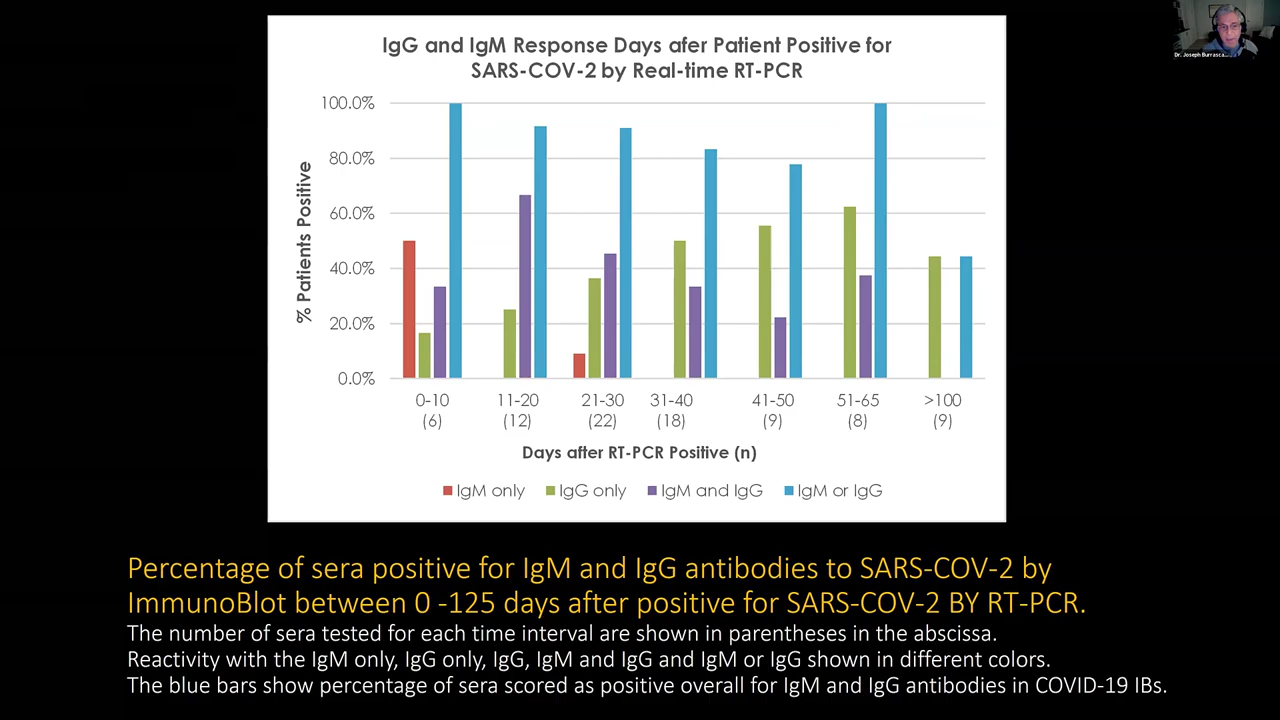 IgG and IgM Response Days afer Patient Positive for
SARS-COV-2 by Real-time RT-PCR
% Patients Positive
100.0%
80.0%
60.0%
40.0%
20.0%
0.0%
0-10 11-20 21-30 31-40 41-50 51-65 >100
(6) (12) (22) (18) (9) (8) (9)
Days after RT-PCR Positive (n)
IgM only IgG only IgM and IgG IgM or IgG
Percentage of sera positive for IgM and IgG antibodies to SARS-COV-2 by
ImmunoBlot between 0 -125 days after positive for SARS-COV-2 BY RT-PCR.
The number of sera tested for each time interval are shown in parentheses in the abscissa.
Reactivity with the IgM only, IgG only, IgG, IgM and IgG and IgM or IgG shown in different colors.
The blue bars show percentage of sera scored as positive overall for IgM and IgG antibodies in COVID-19 IBs.
Dr. Joseph Burrasca...